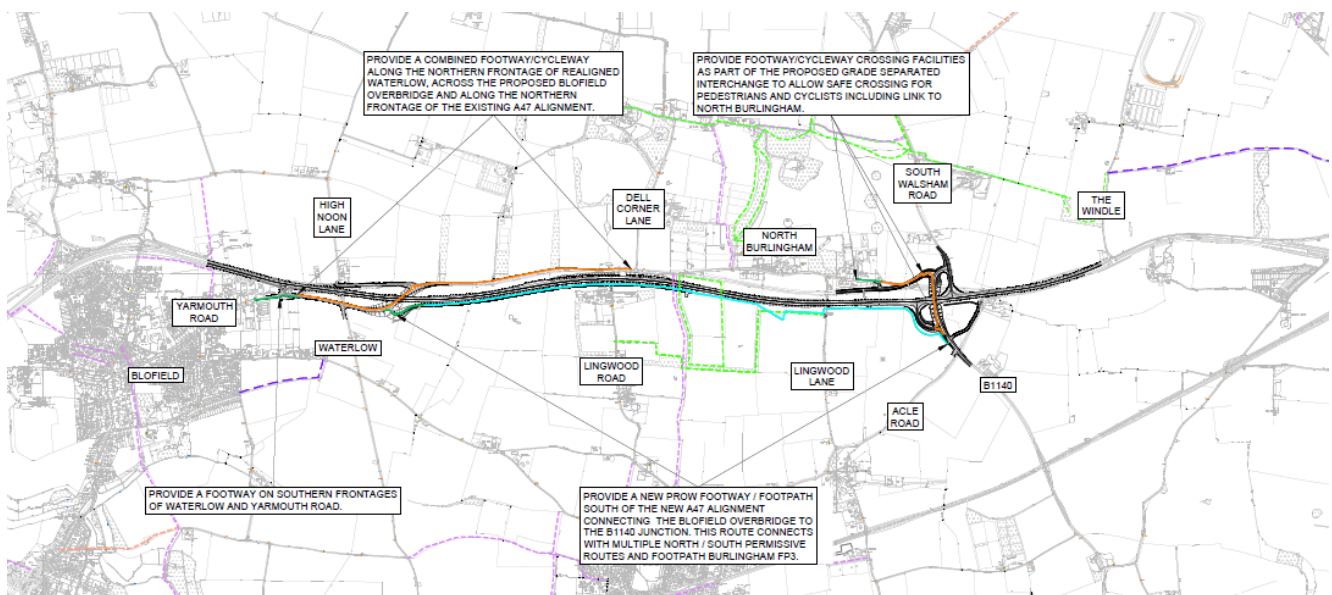 PROVIDE A COMBINED FOOTWAY/CYCLEWAY
ALONG THE NORTHERN FRONTAGE OF REALIGNED
WATERLOW, ACROSS THE PROPOSED BLOFIELD
OVERBRIDGE AND ALONG THE NORTHERN
FRONTAGE OF THE EXISTING A47 ALIGNMENT.
PROVIDE FOOTWAY/CYCLEWAY CROSSING FACILITIES
AS PART OF THE PROPOSED GRADE SEPARATED
INTERCHANGE TO ALLOW SAFE CROSSING FOR
PEDESTRIANS AND CYCLISTS INCLUDING LINK TO
NORTH BURLINGHAM.
HIGH
NOON
LANE
DELL
CORNER
LANE
SOUTH
WALSHAM
ROAD
THE
WINDLE
NORTH
BURLINGHAM
YARMOUTH
ROAD
WATERLOW
BLOFIELD
LINGWOOD
ROAD
LINGWOOD
LANE
B1140
ACLE
ROAD
PROVIDE A FOOTWAY ON SOUTHERN FRONTAGES
OF WATERLOW AND YARMOUTH ROAD.
PROVIDE A NEW PROW FOOTWAY / FOOTPATH
SOUTH OF THE NEW A47 ALIGNMENT
CONNECTING THE BLOFIELD OVERBRIDGE TO
THE B1140 JUNCTION. THIS ROUTE CONNECTS
WITH MULTIPLE NORTH / SOUTH PERMISSIVE
ROUTES AND FOOTPATH BURLINGHAM FP3.